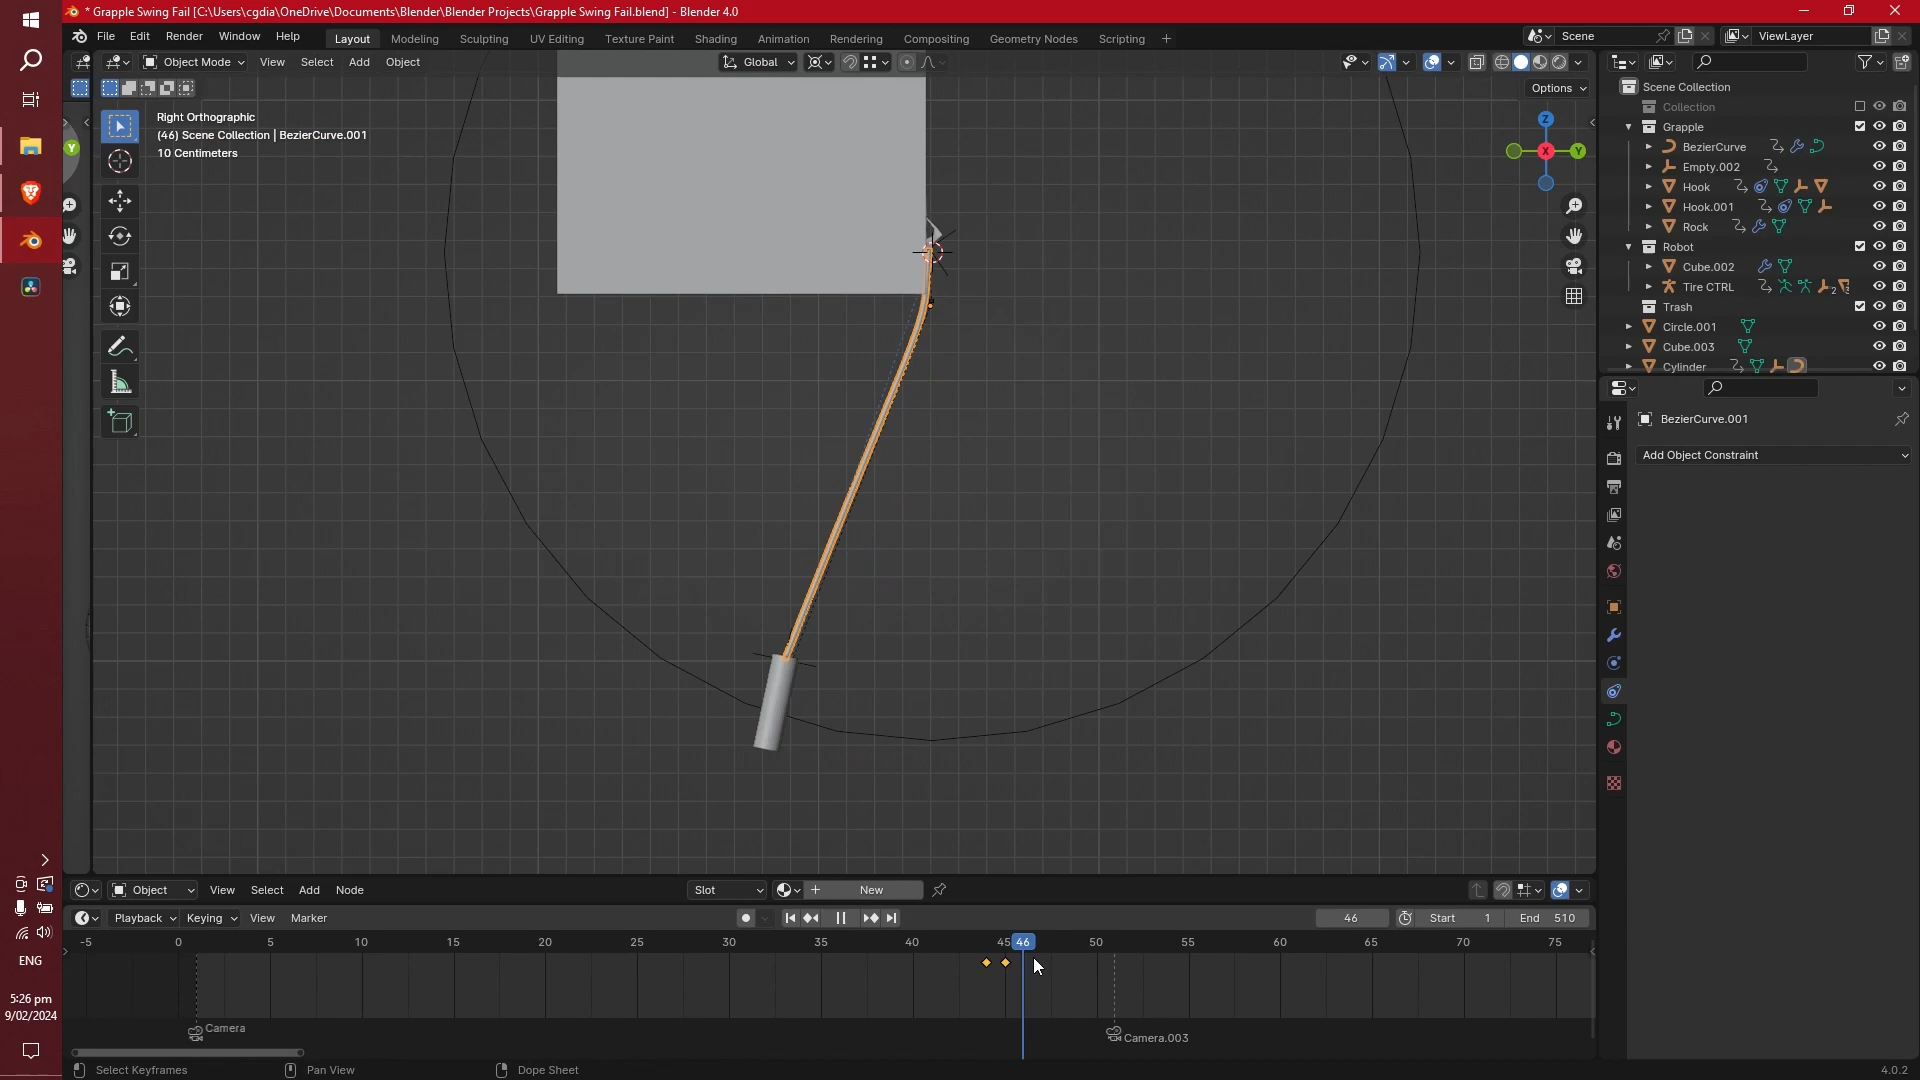 * Grapple Swing Fail [C:\Users\cgdia\OneDrive\Documents\Blender\Blender Projects\Grapple Swing Fail.blend] - Blender 4.0
File Edit Render Window Help Layout Modeling Sculpting UV Editing Texture Paint Shading Animation Rendering Compositing Geometry Nodes Scripting + Scene ViewLayer
Object Mode View Select Add Object Global
Options
Right Orthographic
(46) Scene Collection | BezierCurve.001
10 Centimeters
Z
X
Y
Y
Scene Collection
Collection
Grapple
BezierCurve
Empty.002
Hook
Hook.001
Rock
Robot
Cube.002
Tire CTRL 2
Trash
Circle.001
Cube.003
Cylinder
BezierCurve.001
Add Object Constraint
Object View Select Add Node Slot New
Playback Keying View Marker 46 Start 1 End 510
-5 0 5 10 15 20 25 30 35 40 45 46 50 55 60 65 70 75
Camera
Camera.003
Select Keyframes Pan View Dope Sheet 4.0.2
ENG
5:26 pm
9/02/2024